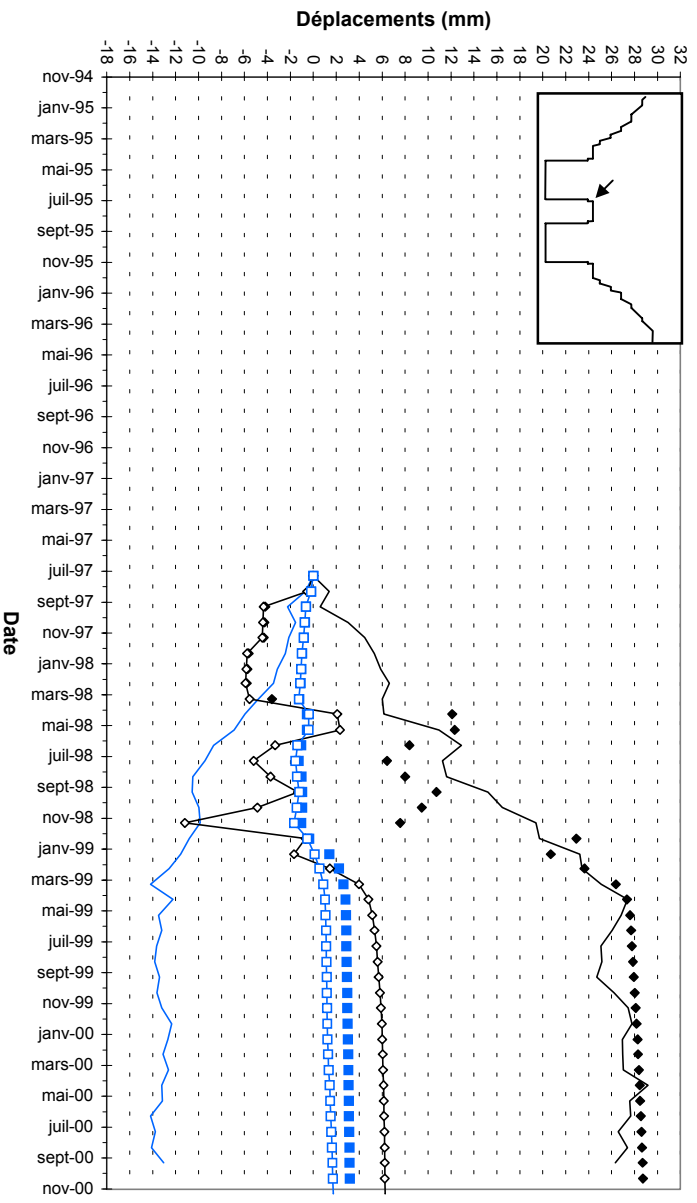 Déplacements (mm)
-18 -16 -14 -12 -10 -8 -6 -4 -2 0 2 4 6 8 10 12 14 16 18 20 22 24 26 28 30 32
nov-94
janv-95
mars-95
mai-95
juil-95
sept-95
nov-95
janv-96
mars-96
mai-96
juil-96
sept-96
nov-96
janv-97
mars-97
mai-97
juil-97
sept-97
nov-97
janv-98
mars-98
mai-98
juil-98
sept-98
nov-98
janv-99
mars-99
mai-99
juil-99
sept-99
nov-99
janv-00
mars-00
mai-00
juil-00
sept-00
nov-00
Date